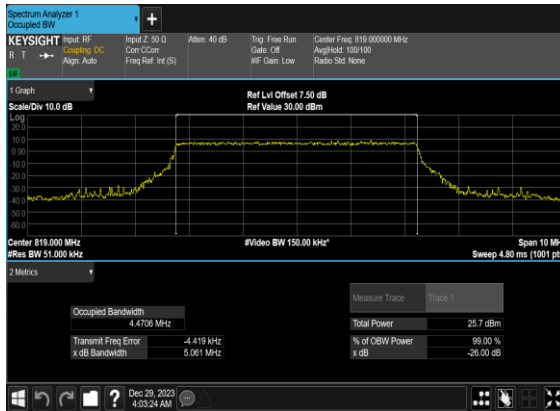 Spectrum Analyzer 1
Occupied BW
KEYSIGHT
R T
Input: RF
Coupling: DC
Align: Auto
Input Z: 50 Ω
Corr CCorr
Freq Ref: Int (S)
Atten: 40 dB
Trig: Free Run
Gate: Off
#IF Gain: Low
Center Freq: 819.000000 MHz
Avg|Hold: 100/100
Radio Std: None
1 Graph
Scale/Div 10.0 dB
Ref Lvl Offset 7.50 dB
Ref Value 30.00 dBm
Log
20.0
10.0
0.00
-10.0
-20.0
-30.0
-40.0
-50.0
-60.0
Center 819.000 MHz
#Video BW 150.00 kHz*
Span 10 MH
#Res BW 51.000 kHz
Sweep 4.80 ms (1001 pt
2 Metrics
Measure Trace
Trace 1
Occupied Bandwidth
4.4706 MHz
Total Power
25.7 dBm
Transmit Freq Error
-4.419 kHz
% of OBW Power
99.00 %
x dB Bandwidth
5.061 MHz
x dB
-26.00 dB
Dec 29, 2023
4:03:24 AM